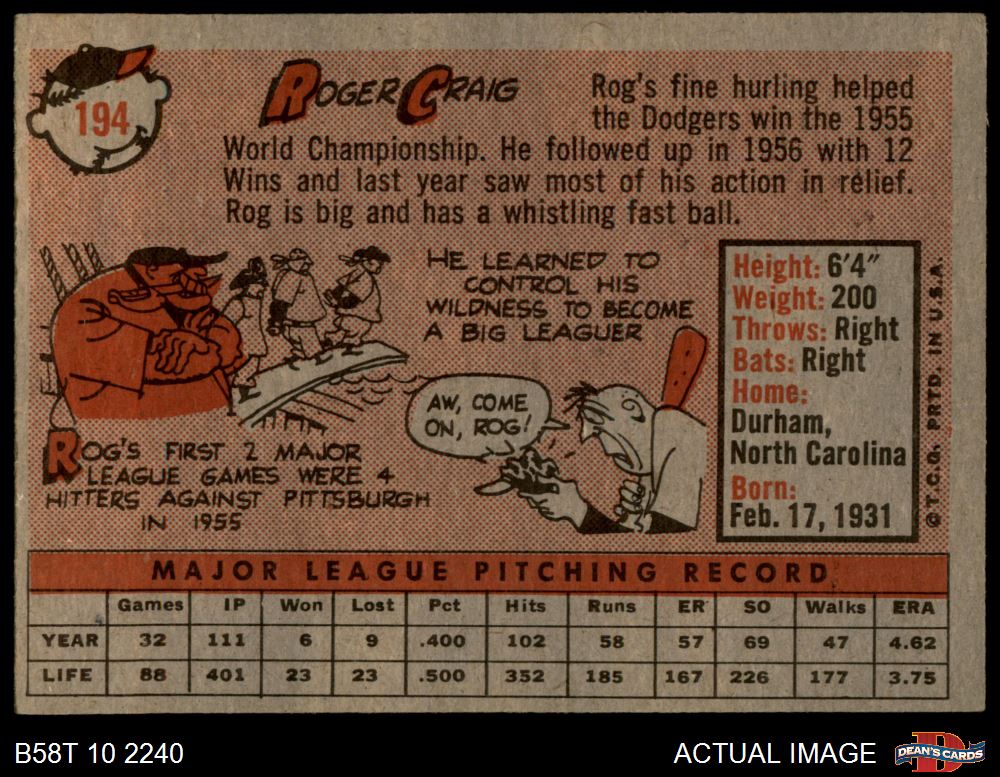 194
ROGER CRAIG
Rog's fine hurling helped
the Dodgers win the 1955
World Championship. He followed up in 1956 with 12
Wins and last year saw most of his action in relief.
Rog is big and has a whistling fast ball.
HE LEARNED TO
CONTROL HIS
WILDNESS TO BECOME
A BIG LEAGUER
AW, COME
ON, ROG!
ROG'S FIRST 2 MAJOR
LEAGUE GAMES WERE 4
HITTERS AGAINST PITTSBURGH
IN 1955
Height: 6'4"
Weight: 200
Throws: Right
Bats: Right
Home:
Durham,
North Carolina
Born:
Feb. 17, 1931
©T.C.G. PRTD. IN U.S.A.
MAJOR LEAGUE PITCHING RECORD
Games IP Won Lost Pct Hits Runs ER SO Walks ERA
YEAR 32 111 6 9 .400 102 58 57 69 47 4.62
LIFE 88 401 23 23 .500 352 185 167 226 177 3.75
B58T 10 2240
ACTUAL IMAGE
DEAN'S CARDS